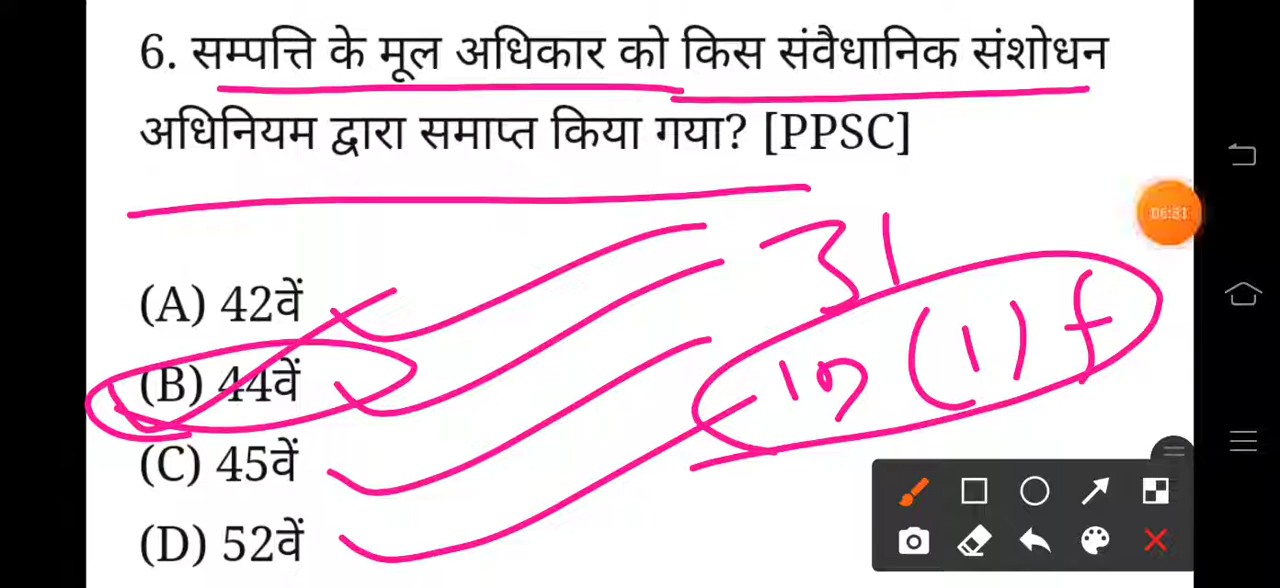 6. सम्पत्ति के मूल अधिकार को किस संवैधानिक संशोधन
अधिनियम द्वारा समाप्त किया गया? [PPSC]
31
(A) 42वें
19 (1) f
(B) 44वें
(C) 45वें
(D) 52वें